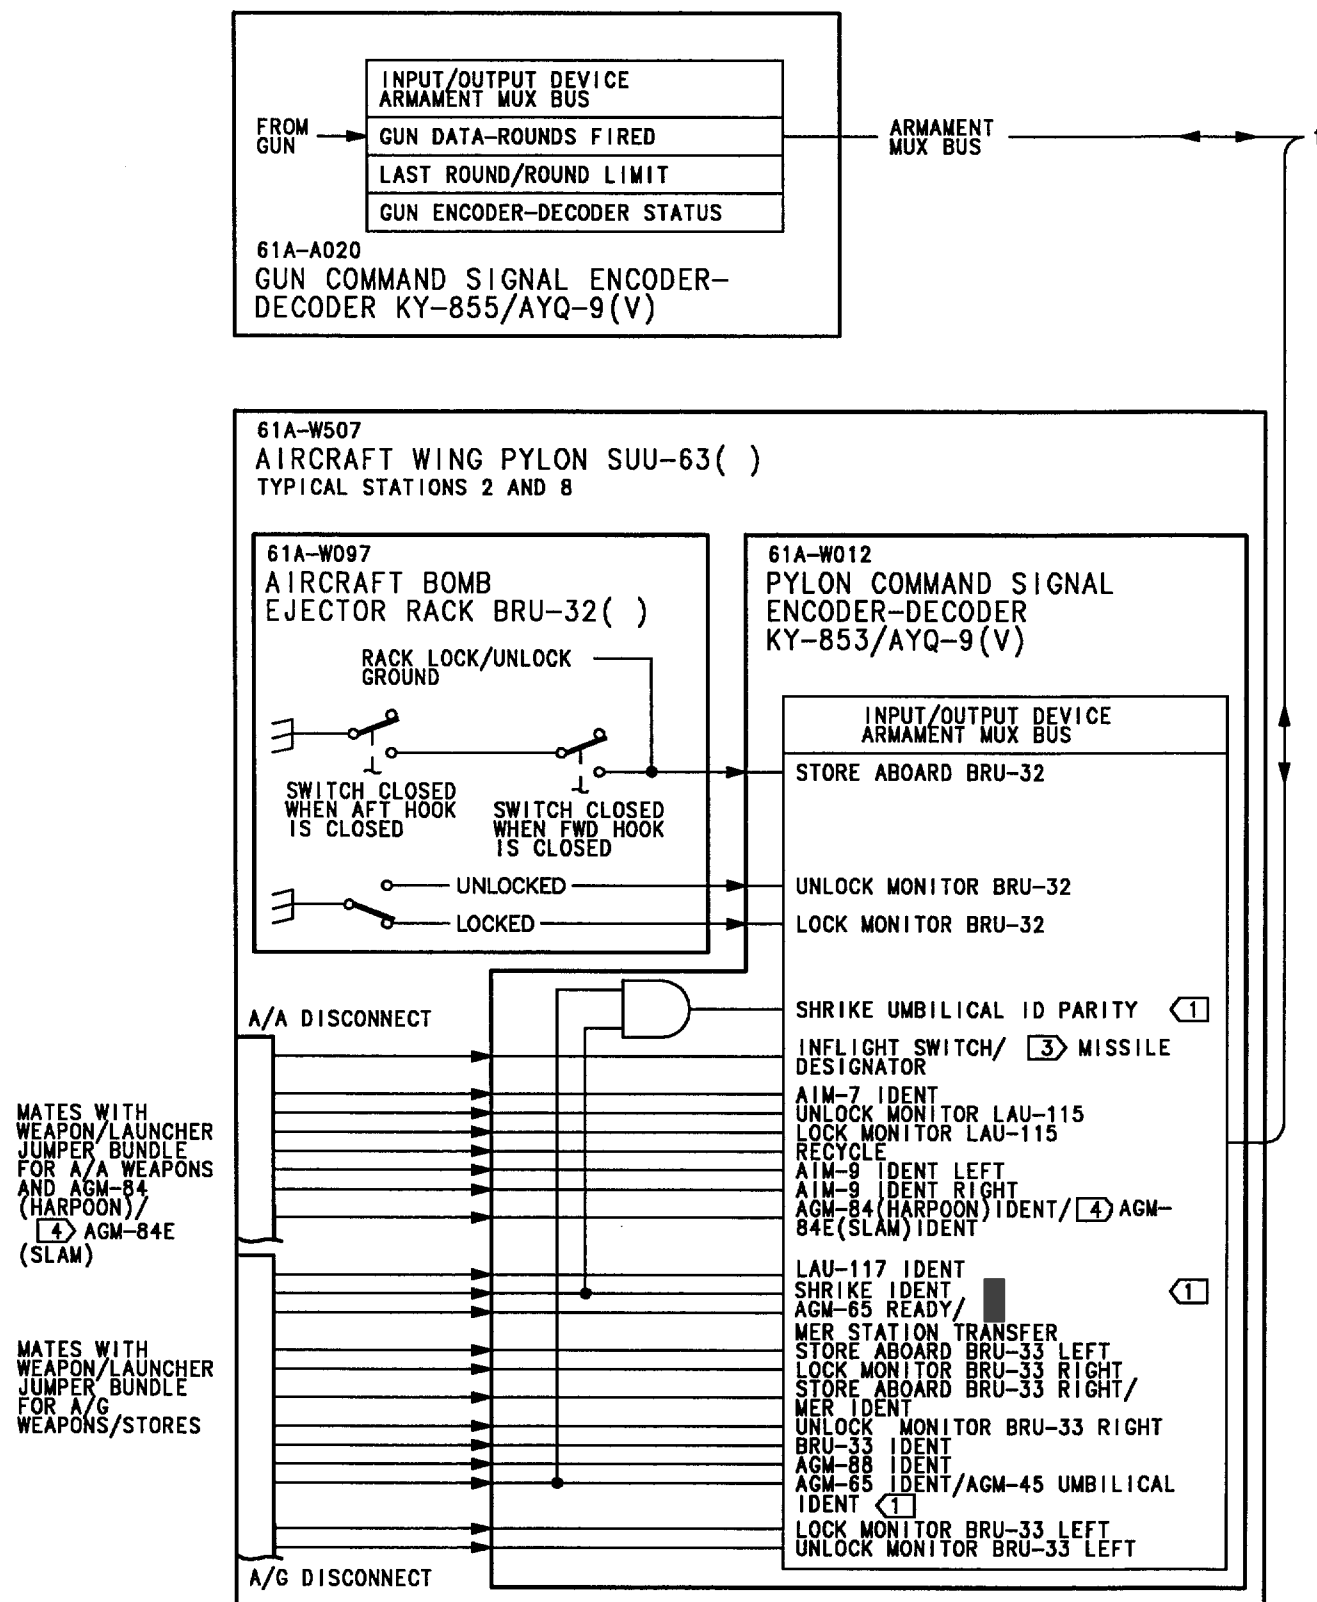 INPUT/OUTPUT DEVICE
ARMAMENT MUX BUS
FROM
GUN
GUN DATA-ROUNDS FIRED
LAST ROUND/ROUND LIMIT
GUN ENCODER-DECODER STATUS
ARMAMENT
MUX BUS
1
61A-A020
GUN COMMAND SIGNAL ENCODER-
DECODER KY-855/AYQ-9(V)
61A-W507
AIRCRAFT WING PYLON SUU-63( )
TYPICAL STATIONS 2 AND 8
61A-W097
AIRCRAFT BOMB
EJECTOR RACK BRU-32( )
RACK LOCK/UNLOCK
GROUND
SWITCH CLOSED
WHEN AFT HOOK
IS CLOSED
SWITCH CLOSED
WHEN FWD HOOK
IS CLOSED
UNLOCKED
LOCKED
61A-W012
PYLON COMMAND SIGNAL
ENCODER-DECODER
KY-853/AYQ-9(V)
INPUT/OUTPUT DEVICE
ARMAMENT MUX BUS
STORE ABOARD BRU-32
UNLOCK MONITOR BRU-32
LOCK MONITOR BRU-32
SHRIKE UMBILICAL ID PARITY 1
INFLIGHT SWITCH/ 3 MISSILE
DESIGNATOR
AIM-7 IDENT
UNLOCK MONITOR LAU-115
LOCK MONITOR LAU-115
RECYCLE
AIM-9 IDENT LEFT
AIM-9 IDENT RIGHT
AGM-84(HARPOON)IDENT/ 4 AGM-
84E(SLAM)IDENT
LAU-117 IDENT
SHRIKE IDENT 1
AGM-65 READY/
MER STATION TRANSFER
STORE ABOARD BRU-33 LEFT
LOCK MONITOR BRU-33 RIGHT
STORE ABOARD BRU-33 RIGHT/
MER IDENT
UNLOCK MONITOR BRU-33 RIGHT
BRU-33 IDENT
AGM-88 IDENT
AGM-65 IDENT/AGM-45 UMBILICAL
IDENT 1
LOCK MONITOR BRU-33 LEFT
UNLOCK MONITOR BRU-33 LEFT
A/A DISCONNECT
MATES WITH
WEAPON/LAUNCHER
JUMPER BUNDLE
FOR A/A WEAPONS
AND AGM-84
(HARPOON)/
4 AGM-84E
(SLAM)
MATES WITH
WEAPON/LAUNCHER
JUMPER BUNDLE
FOR A/G
WEAPONS/STORES
A/G DISCONNECT